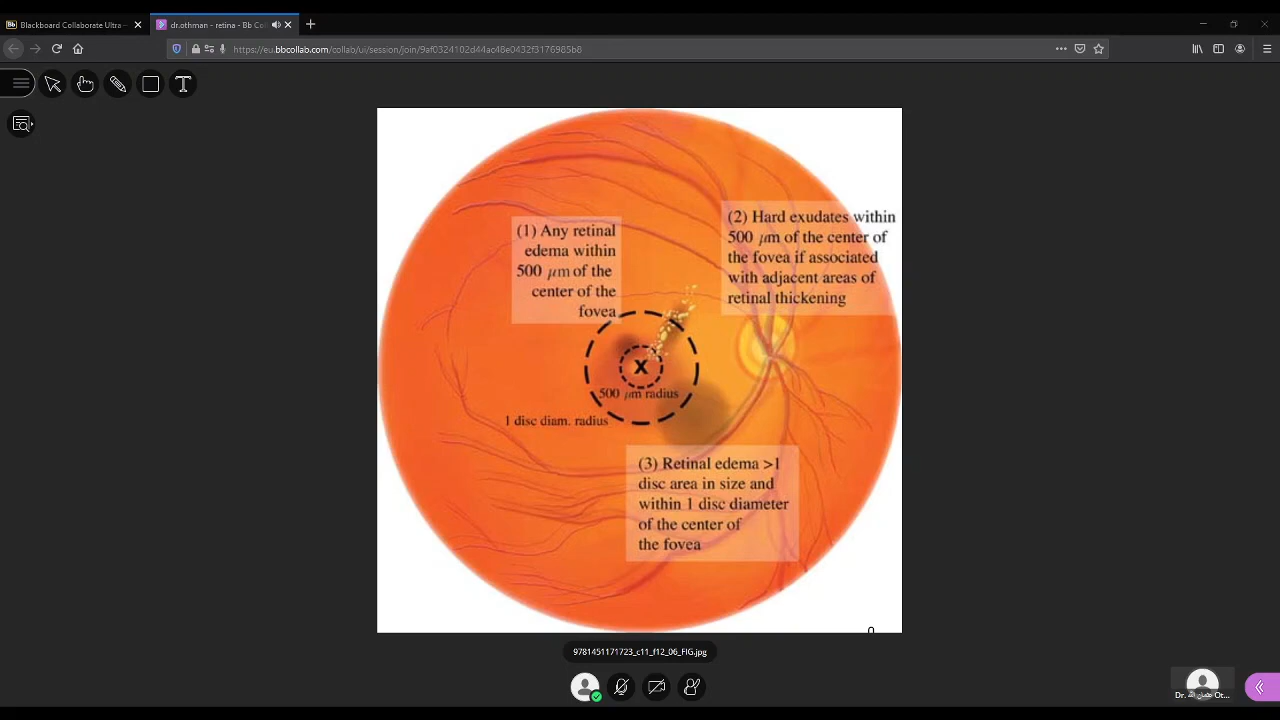 Blackboard Collaborate Ultra –
dr.othman - retina - Bb Co
https://eu.bbcollab.com/collab/ui/session/join/9af0324102d44ac48e0432f3176985b8
T
(1) Any retinal
edema within
500 μm of the
center of the
fovea
(2) Hard exudates within
500 μm of the center of
the fovea if associated
with adjacent areas of
retinal thickening
X
500 μm radius
1 disc diam. radius
(3) Retinal edema >1
disc area in size and
within 1 disc diameter
of the center of
the fovea
9781451171723_c11_f12_06_FIG.jpg
Dr.